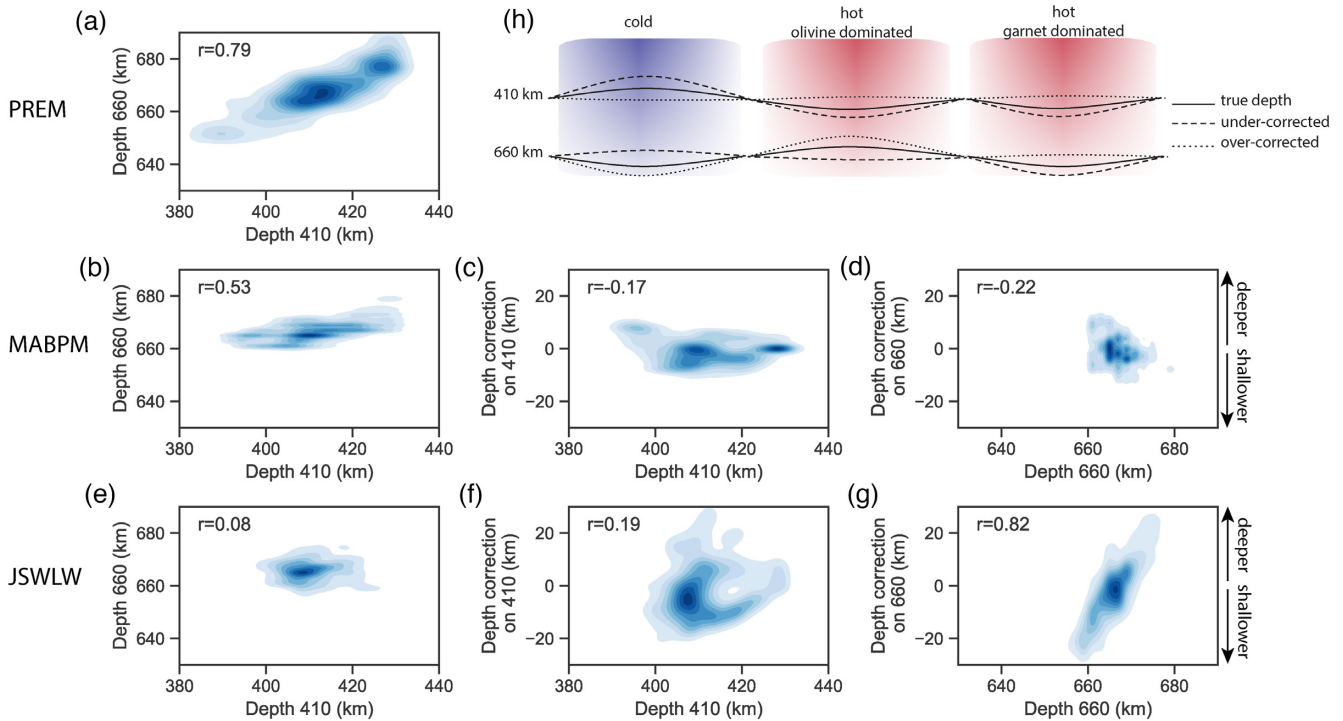 (a)
PREM
r=0.79
Depth 660 (km)
680
660
640
380
400
420
440
Depth 410 (km)
(h)
cold
hot
olivine dominated
hot
garnet dominated
410 km
660 km
true depth
under-corrected
over-corrected
(b)
MABPM
r=0.53
Depth 660 (km)
680
660
640
380
400
420
440
Depth 410 (km)
(c)
r=-0.17
Depth correction
on 410 (km)
20
0
−20
380
400
420
440
Depth 410 (km)
(d)
r=-0.22
Depth correction
on 660 (km)
20
0
−20
640
660
680
Depth 660 (km)
deeper
shallower
(e)
JSWLW
r=0.08
Depth 660 (km)
680
660
640
380
400
420
440
Depth 410 (km)
(f)
r=0.19
Depth correction
on 410 (km)
20
0
−20
380
400
420
440
Depth 410 (km)
(g)
r=0.82
Depth correction
on 660 (km)
20
0
−20
640
660
680
Depth 660 (km)
deeper
shallower